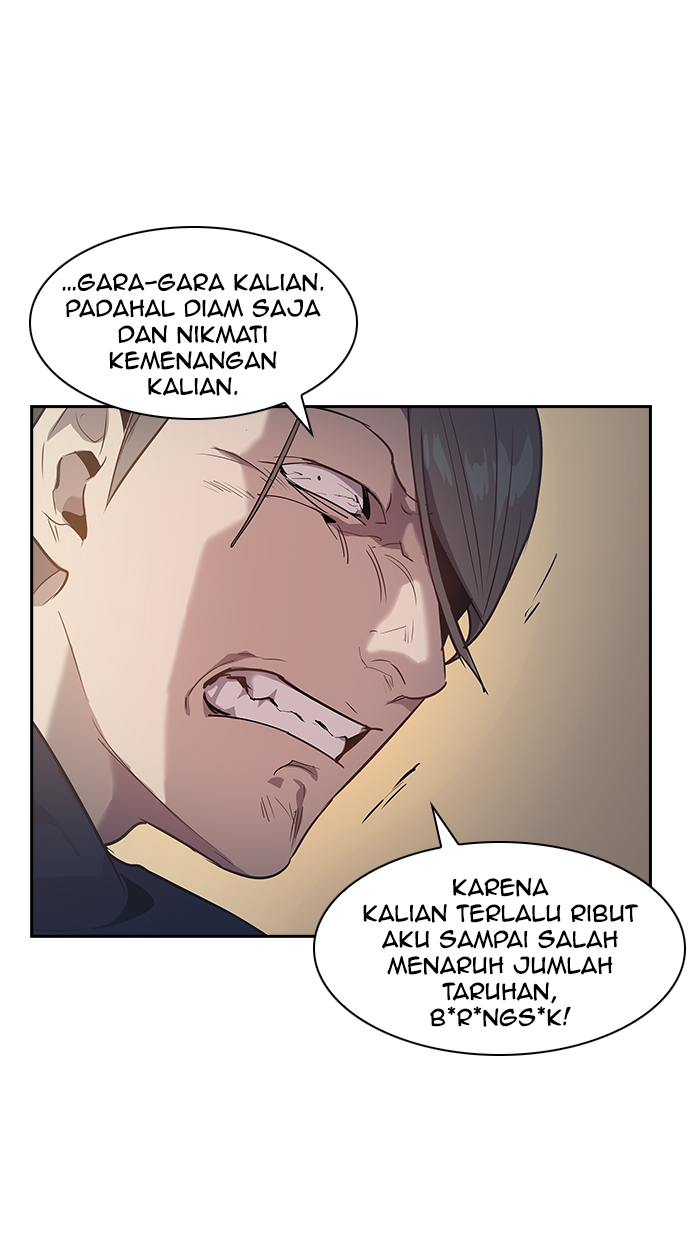 ...GARA-GARA KALIAN.
PADAHAL DIAM SAJA
DAN NIKMATI
KEMENANGAN
KALIAN.
KARENA
KALIAN TERLALU RIBUT
AKU SAMPAI SALAH
MENARUH JUMLAH
TARUHAN,
B*R*NGS*K!